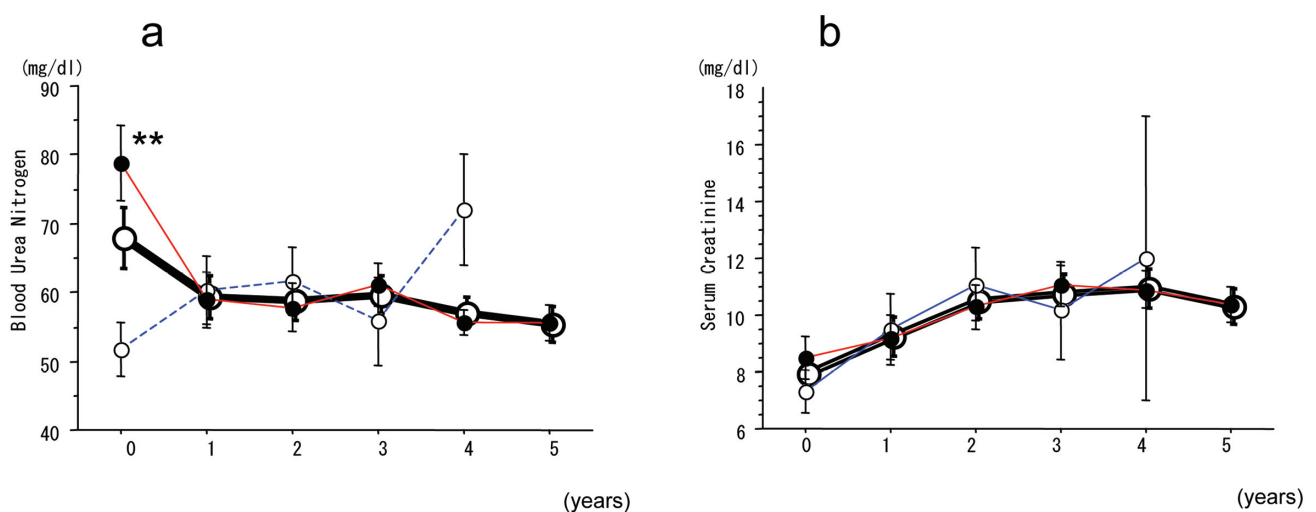 a
(mg/dl)
90
80
70
60
50
40
Blood Urea Nitrogen
**
0 1 2 3 4 5
(years)
b
(mg/dl)
18
16
14
12
10
8
6
Serum Creatinine
0 1 2 3 4 5
(years)